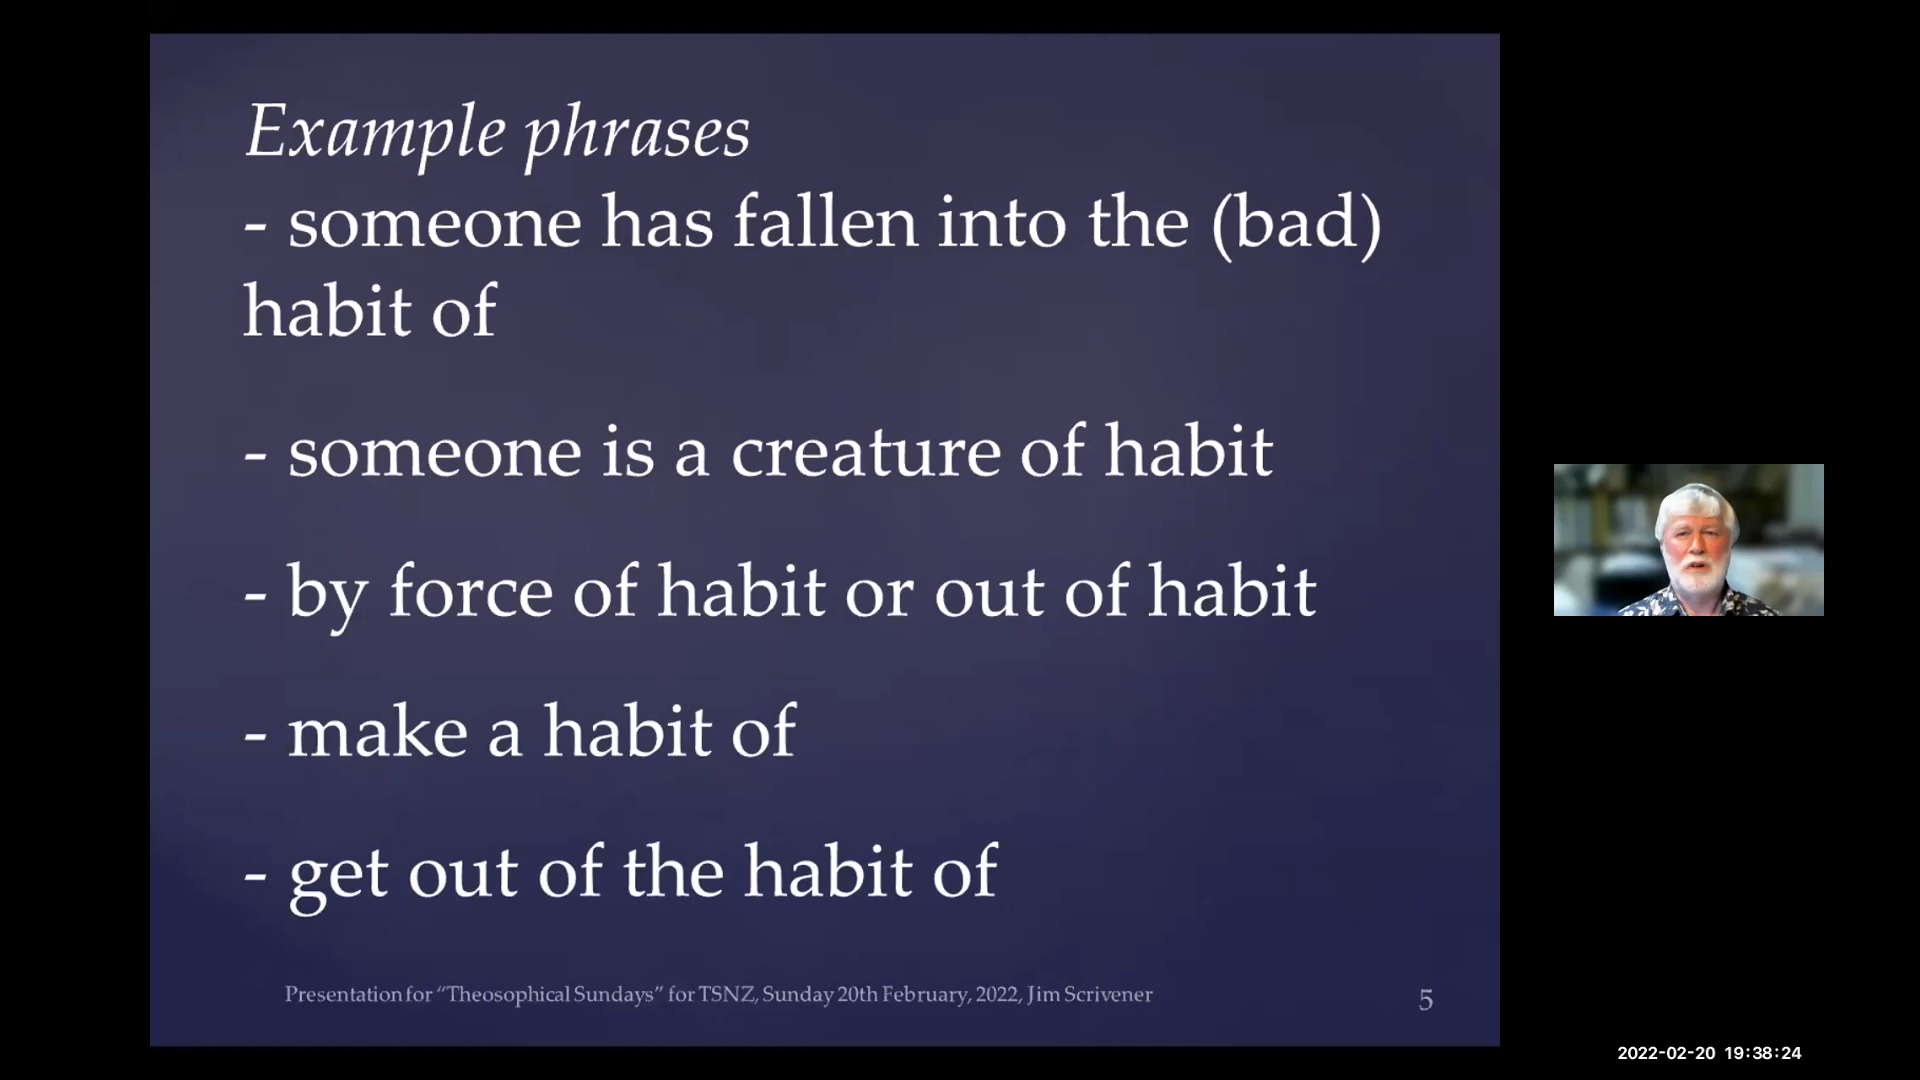 Example phrases
- someone has fallen into the (bad)
habit of
- someone is a creature of habit
- by force of habit or out of habit
- make a habit of
- get out of the habit of
Presentation for “Theosophical Sundays” for TSNZ, Sunday 20th February, 2022, Jim Scrivener
5
2022-02-20 19:38:24